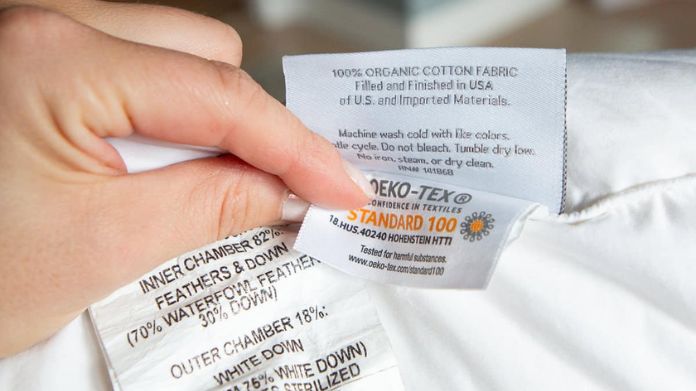 100% ORGANIC COTTON FABRIC
Filled and Finished in USA
of U.S. and Imported Materials.
Machine wash cold with like colors.
cycle. Do not bleach. Tumble dry low.
No iron, steam, or dry clean.
OEKO-TEX®
CONFIDENCE IN TEXTILES
STANDARD 100
18.HUS.40240 HOHENSTEIN HTTI
Tested for harmful substances.
www.oeko-tex.com/standard100
INNER CHAMBER 82%:
FEATHERS & DOWN
(70% WATERFOWL FEATHERS
30% DOWN)
OUTER CHAMBER 18%:
WHITE DOWN
75% WHITE DOWN)
STERILIZED